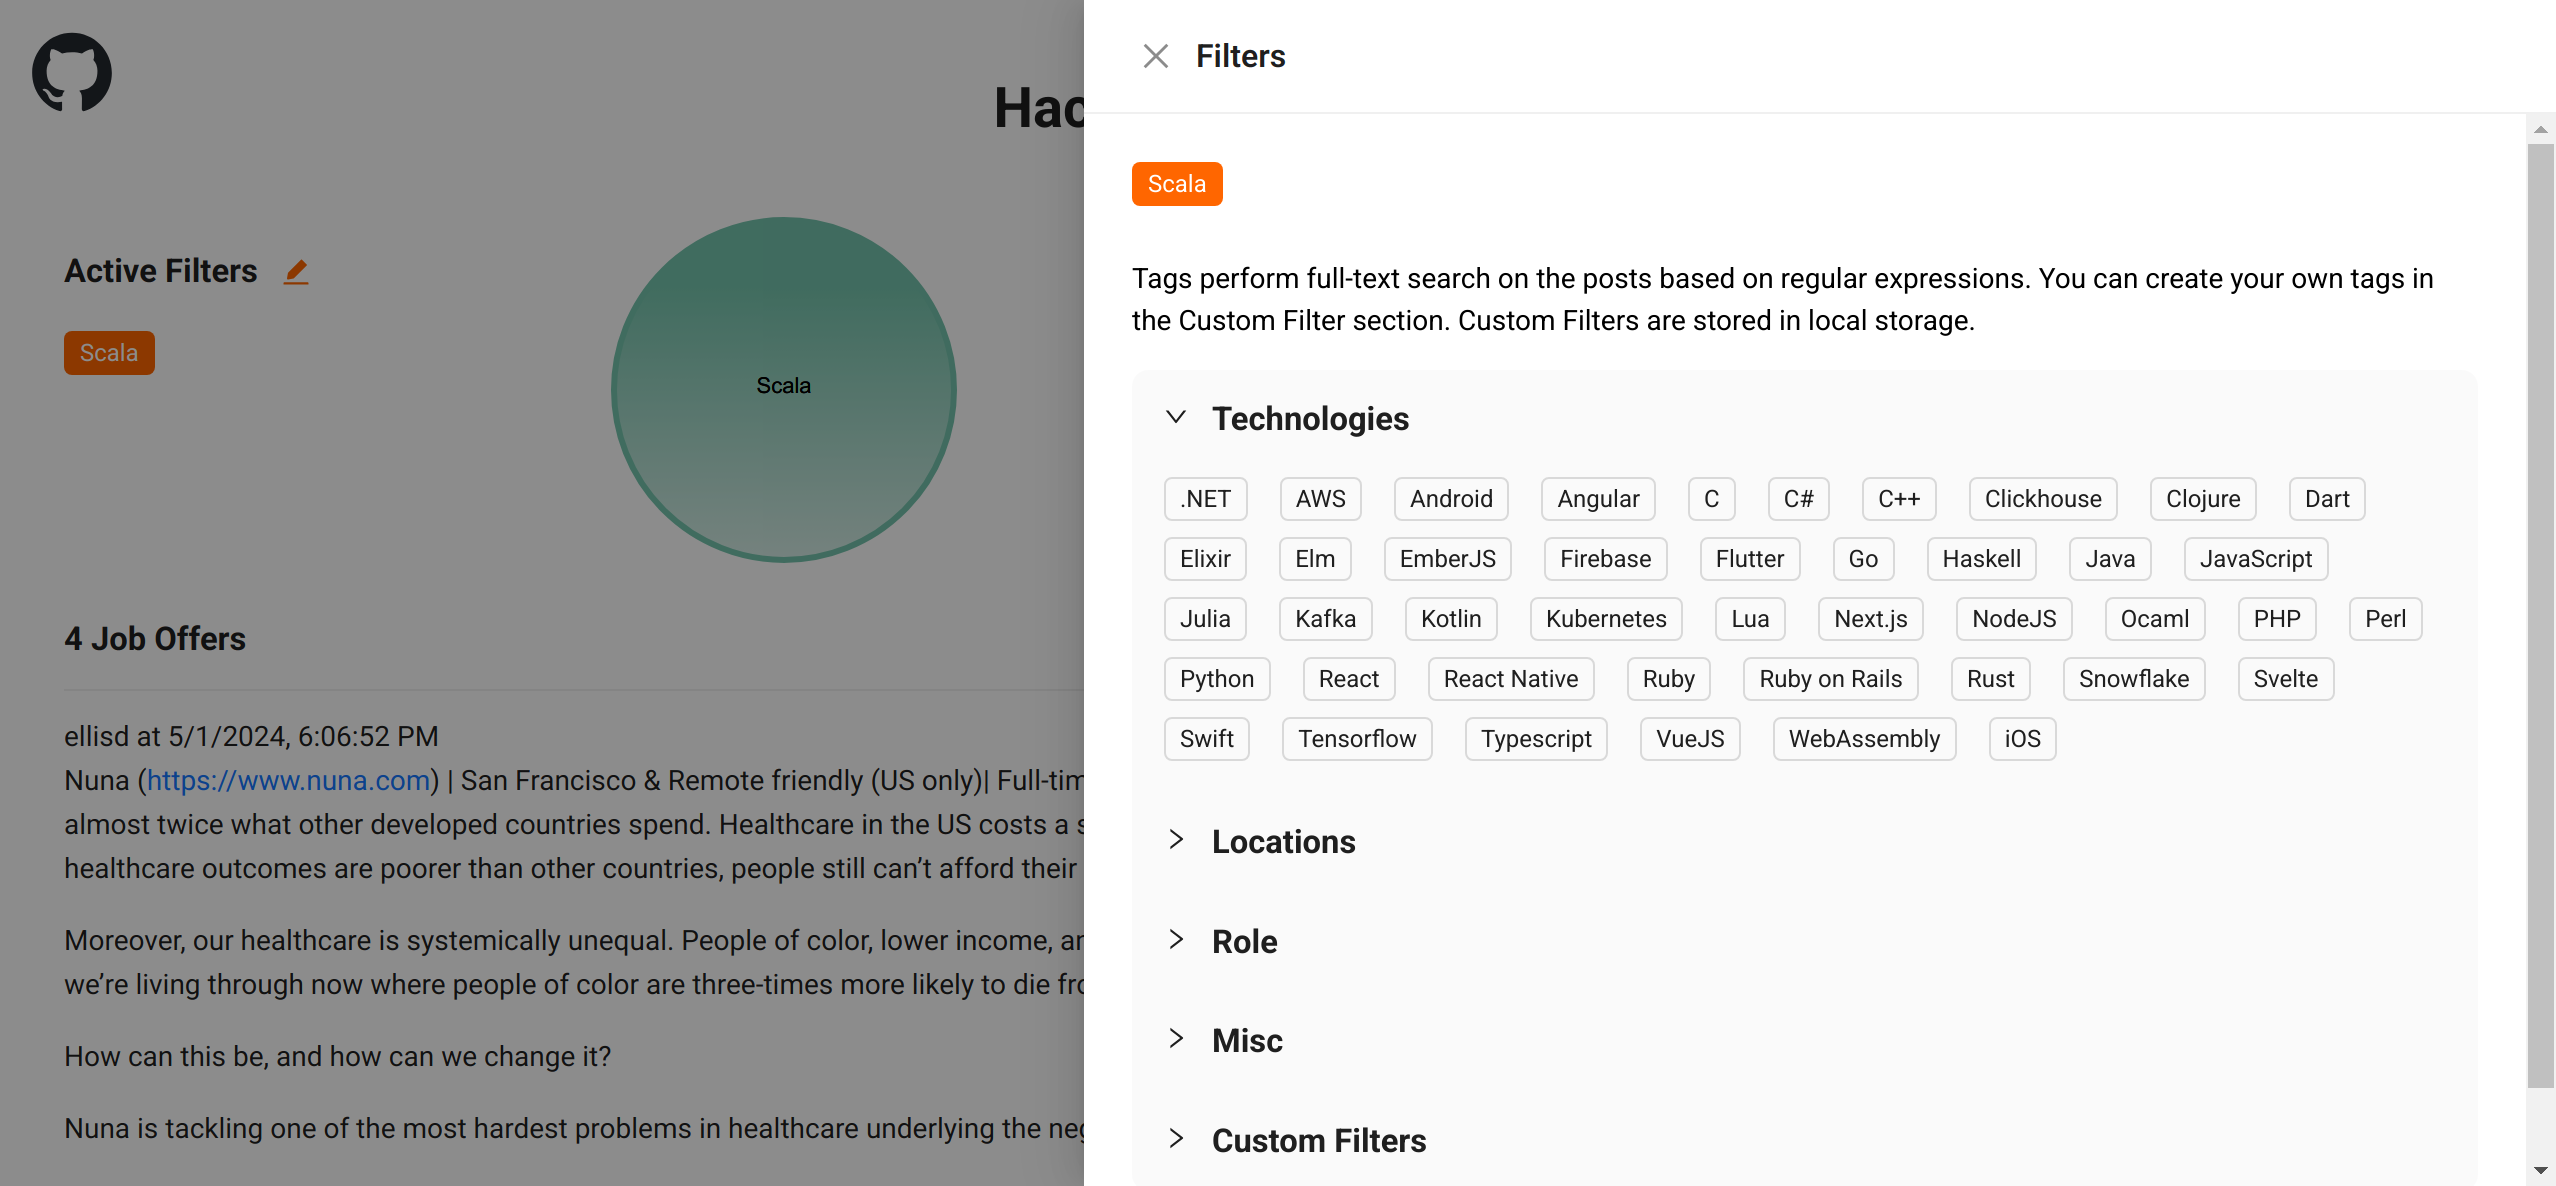 Hac
Active Filters
Scala
Scala
4 Job Offers
ellisd at 5/1/2024, 6:06:52 PM
Nuna (https://www.nuna.com) | San Francisco & Remote friendly (US only)| Full-tim
almost twice what other developed countries spend. Healthcare in the US costs a s
healthcare outcomes are poorer than other countries, people still can’t afford their
Moreover, our healthcare is systemically unequal. People of color, lower income, an
we’re living through now where people of color are three-times more likely to die fro
How can this be, and how can we change it?
Nuna is tackling one of the most hardest problems in healthcare underlying the neg
Filters
Scala
Tags perform full-text search on the posts based on regular expressions. You can create your own tags in
the Custom Filter section. Custom Filters are stored in local storage.
Technologies
.NET AWS Android Angular C C# C++ Clickhouse Clojure Dart
Elixir Elm EmberJS Firebase Flutter Go Haskell Java JavaScript
Julia Kafka Kotlin Kubernetes Lua Next.js NodeJS Ocaml PHP Perl
Python React React Native Ruby Ruby on Rails Rust Snowflake Svelte
Swift Tensorflow Typescript VueJS WebAssembly iOS
Locations
Role
Misc
Custom Filters